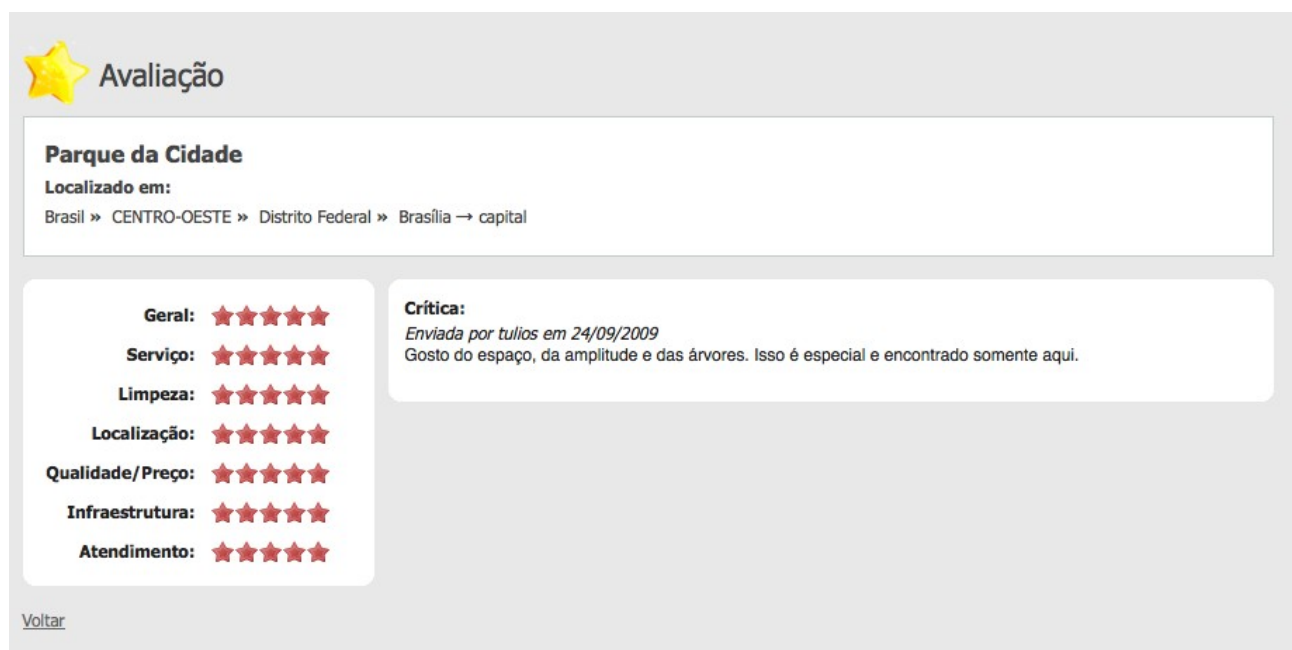 Avaliação
Parque da Cidade
Localizado em:
Brasil » CENTRO-OESTE » Distrito Federal » Brasília → capital
Geral:
Serviço:
Limpeza:
Localização:
Qualidade/Preço:
Infraestrutura:
Atendimento:
Crítica:
Enviada por tulios em 24/09/2009
Gosto do espaço, da amplitude e das árvores. Isso é especial e encontrado somente aqui.
Voltar